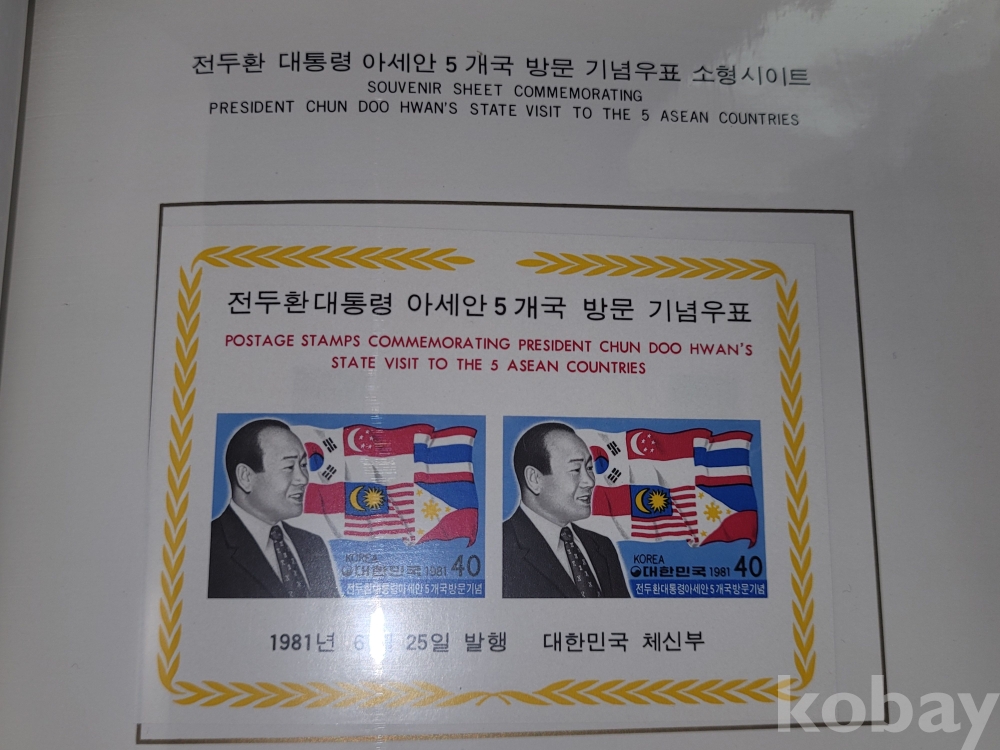 전두환 대통령 아세안 5 개국 방문 기념우표 소형시이트
SOUVENIR SHEET COMMEMORATING
PRESIDENT CHUN DOO HWAN'S STATE VISIT TO THE 5 ASEAN COUNTRIES
전두환대통령 아세안 5 개국 방문 기념우표
POSTAGE STAMPS COMMEMORATING PRESIDENT CHUN DOO HWAN'S
STATE VISIT TO THE 5 ASEAN COUNTRIES
KOREA
대한민국 1981 40
전두환대통령아세안5개국방문기념
KOREA
대한민국 1981 40
전두환대통령아세안5개국방문기념
1981년 6월 25일 발행 대한민국 체신부
kobay